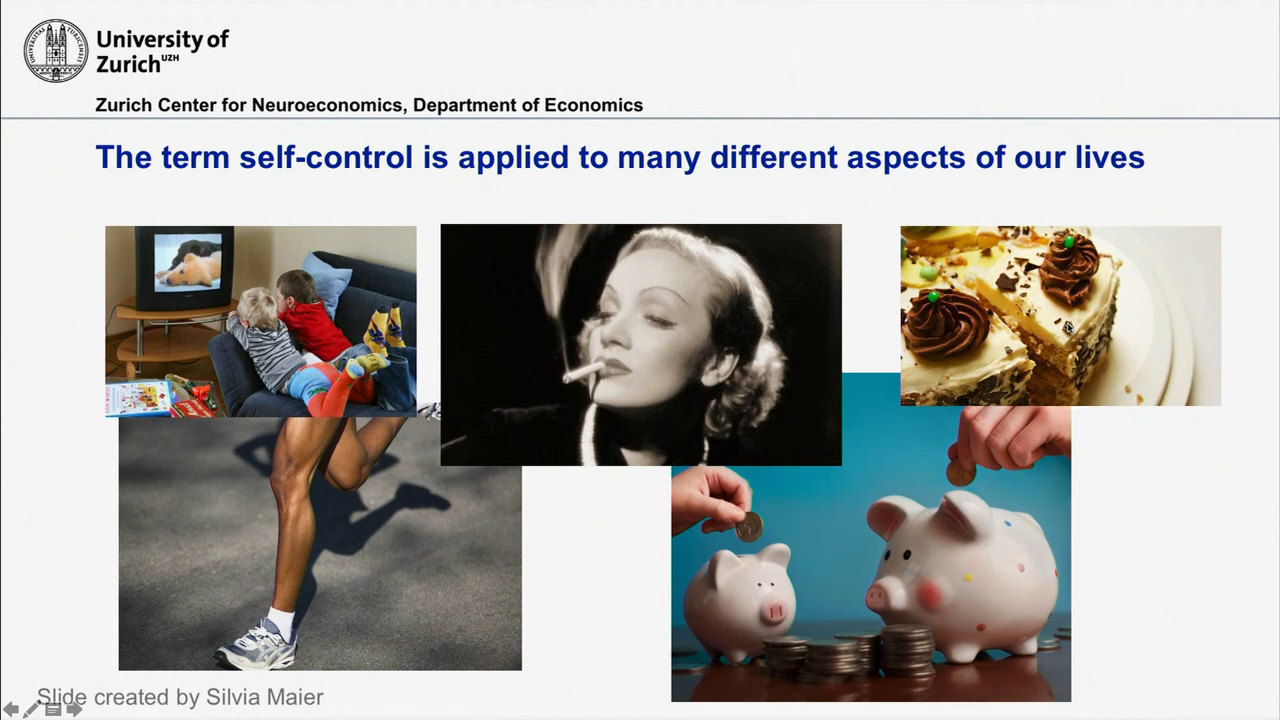 University of
Zurich UZH
Zurich Center for Neuroeconomics, Department of Economics
The term self-control is applied to many different aspects of our lives
Slide created by Silvia Maier